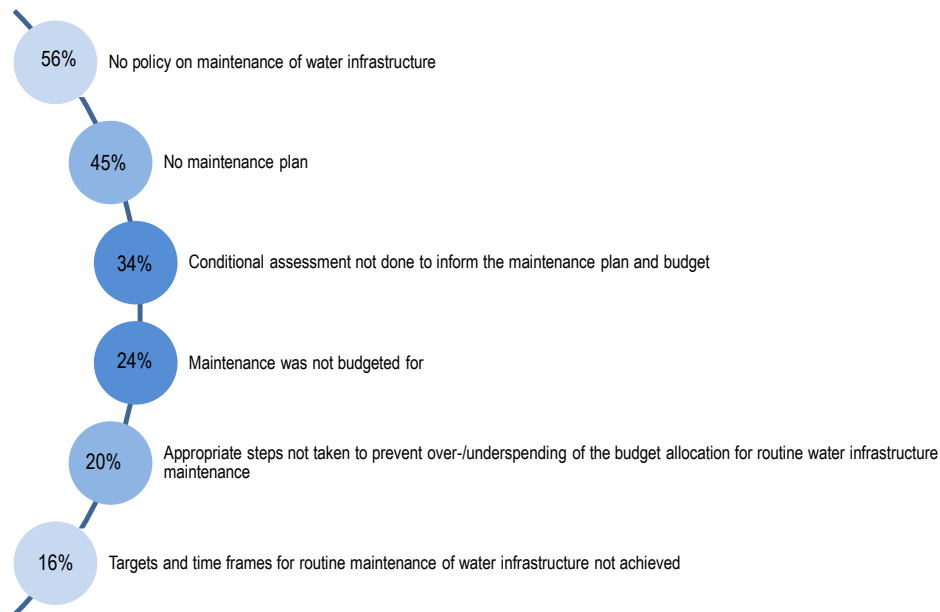 56% No policy on maintenance of water infrastructure
45% No maintenance plan
34% Conditional assessment not done to inform the maintenance plan and budget
24% Maintenance was not budgeted for
20% Appropriate steps not taken to prevent over-/underspending of the budget allocation for routine water infrastructure
maintenance
16% Targets and time frames for routine maintenance of water infrastructure not achieved